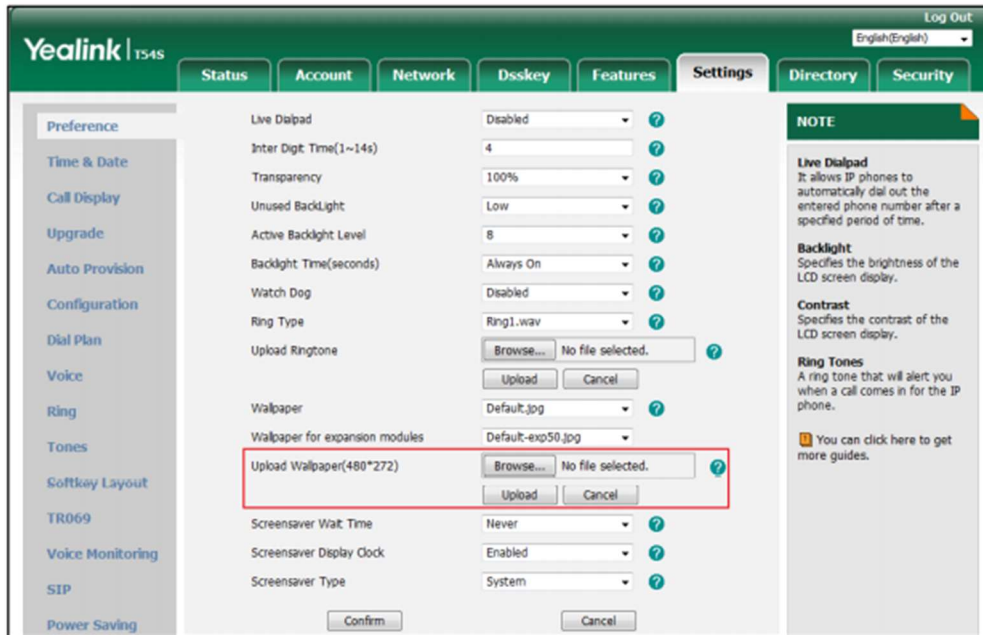 Log Out
English(English)
Yealink | T54S
Status Account Network Dsskey Features Settings Directory Security
Preference
Time & Date
Call Display
Upgrade
Auto Provision
Configuration
Dial Plan
Voice
Ring
Tones
Softkey Layout
TR069
Voice Monitoring
SIP
Power Saving
Live Dialpad Disabled ?
Inter Digit Time(1~14s) 4 ?
Transparency 100% ?
Unused BackLight Low ?
Active Backlight Level 8 ?
Backlight Time(seconds) Always On ?
Watch Dog Disabled ?
Ring Type Ring1.wav ?
Upload Ringtone Browse... No file selected. ?
Upload Cancel
Wallpaper Default.jpg ?
Wallpaper for expansion modules Default-exp50.jpg
Upload Wallpaper(480*272) Browse... No file selected. ?
Upload Cancel
Screensaver Wait Time Never ?
Screensaver Display Clock Enabled ?
Screensaver Type System ?
Confirm Cancel
NOTE
Live Dialpad
It allows IP phones to
automatically dial out the
entered phone number after a
specified period of time.
Backlight
Specifies the brightness of the
LCD screen display.
Contrast
Specifies the contrast of the
LCD screen display.
Ring Tones
A ring tone that will alert you
when a call comes in for the IP
phone.
You can click here to get
more guides.